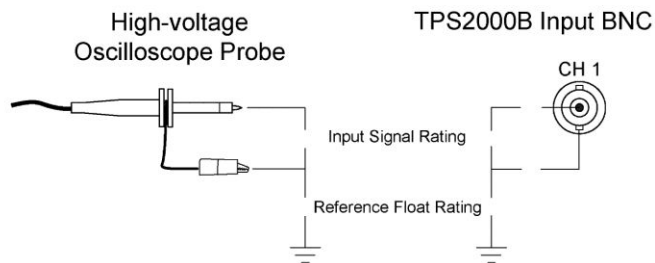 High-voltage
Oscilloscope Probe
TPS2000B Input BNC
CH 1
Input Signal Rating
Reference Float Rating